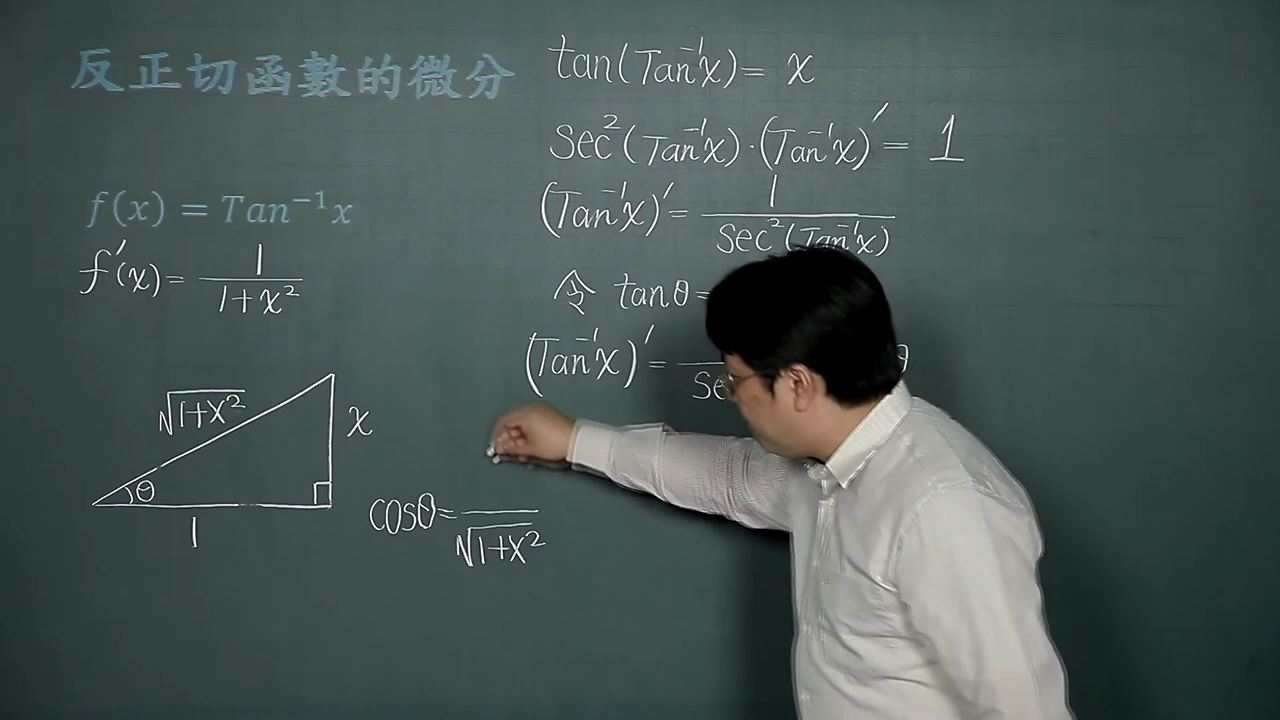 反正切函數的微分
f(x) = Tan⁻¹x
f'(x) = 1/(1+x²)
√(1+x²)
x
θ
1
cosθ = /√(1+x²)
tan(Tan⁻¹x) = x
sec²(Tan⁻¹x)·(Tan⁻¹x)' = 1
(Tan⁻¹x)' = 1/sec²(Tan⁻¹x)
令 tanθ=
(Tan⁻¹x)' =